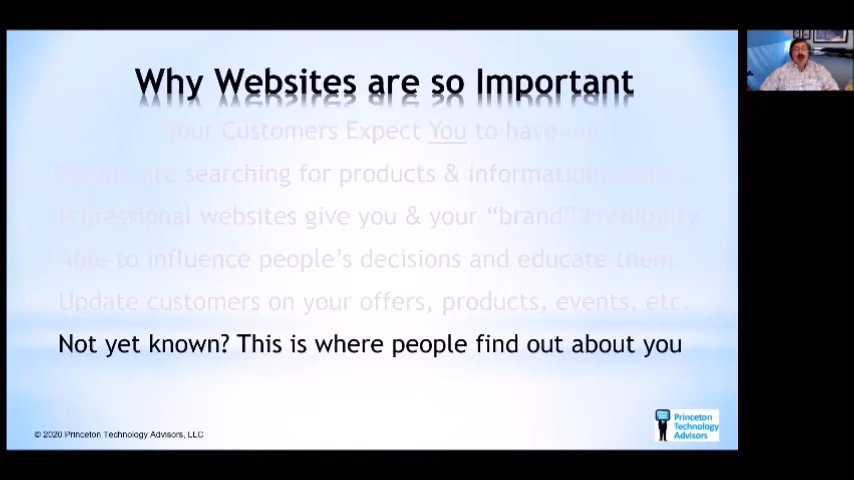 Why Websites are so Important
Your Customers Expect You to have one
People are searching for products & information online
Professional websites give you & your “brand” credibility
Able to influence people’s decisions and educate them
Update customers on your offers, products, events, etc.
Not yet known? This is where people find out about you
© 2020 Princeton Technology Advisors, LLC
Princeton
Technology
Advisors